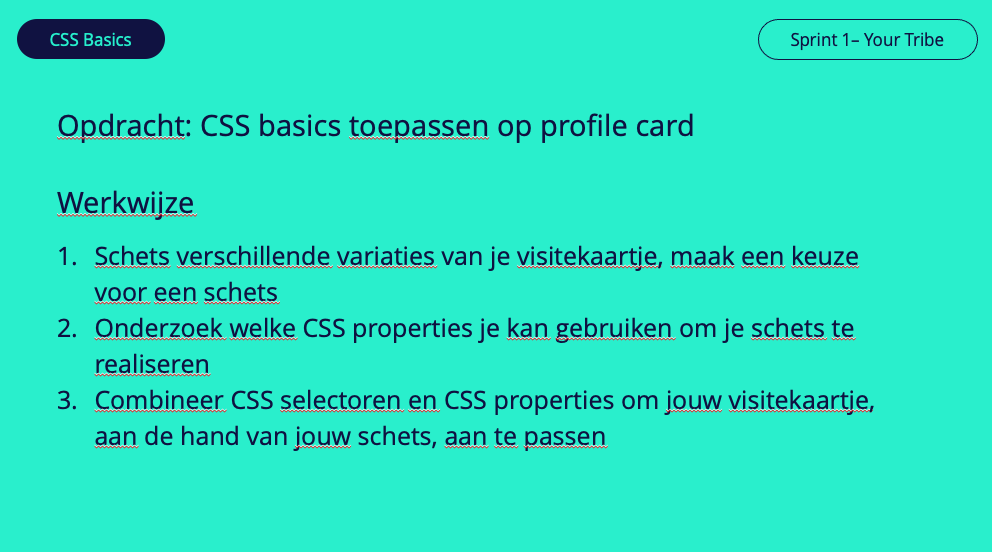 CSS Basics
Sprint 1– Your Tribe
Opdracht: CSS basics toepassen op profile card
Werkwijze
1. Schets verschillende variaties van je visitekaartje, maak een keuze
voor een schets
2. Onderzoek welke CSS properties je kan gebruiken om je schets te
realiseren
3. Combineer CSS selectoren en CSS properties om jouw visitekaartje,
aan de hand van jouw schets, aan te passen